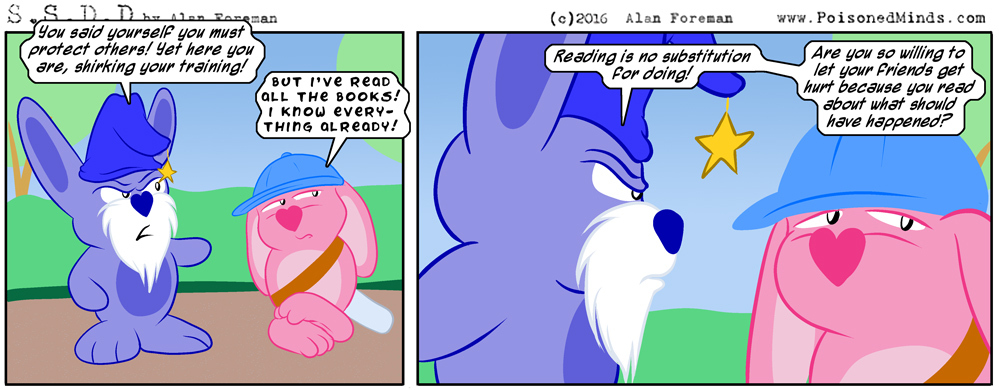 S.S.D.D by Alan Foreman
(c)2016 Alan Foreman
www.PoisonedMinds.com
You said yourself you must
protect others! Yet here you
are, shirking your training!
BUT I'VE READ
ALL THE BOOKS!
I KNOW EVERY-
THING ALREADY!
Reading is no substitution
for doing!
Are you so willing to
let your friends get
hurt because you read
about what should
have happened?